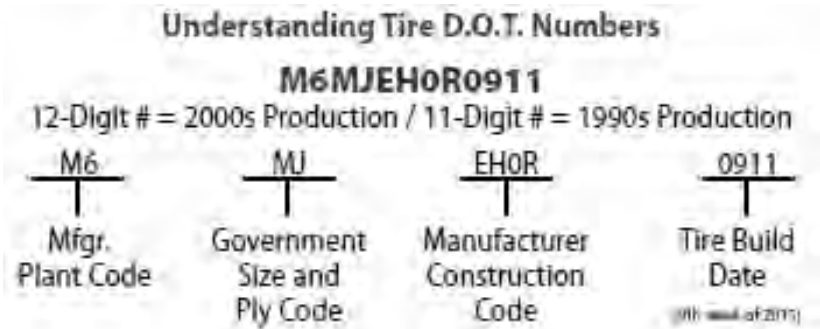 Understanding Tire D.O.T. Numbers
M6MJEH0R0911
12-Digit # = 2000s Production / 11-Digit # = 1990s Production
M6 MJ EH0R 0911
Mfgr. Government Manufacturer Tire Build
Plant Code Size and Construction Date
Ply Code Code